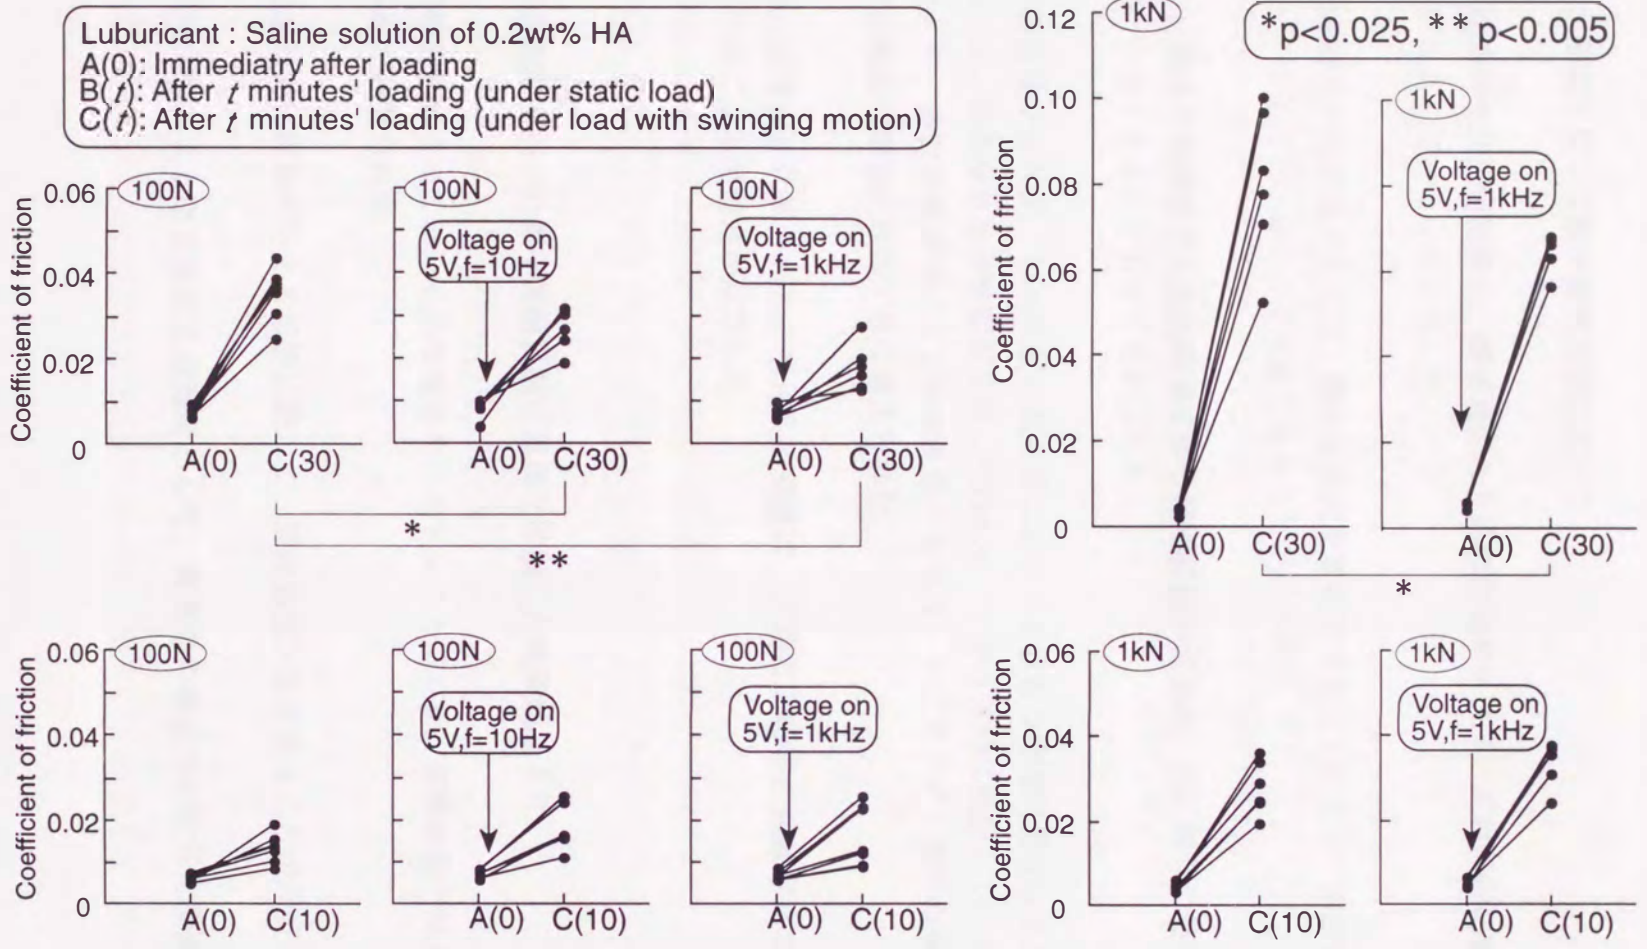 Luburicant : Saline solution of 0.2wt% HA
A(0): Immediatry after loading
B(t): After t minutes' loading (under static load)
C(t): After t minutes' loading (under load with swinging motion)
*p<0.025, ** p<0.005
Coefficient of friction
0.06
0.04
0.02
0
100N
A(0) C(30)
100N
Voltage on
5V,f=10Hz
A(0) C(30)
100N
Voltage on
5V,f=1kHz
A(0) C(30)
*
**
Coefficient of friction
0.12
0.10
0.08
0.06
0.04
0.02
0
1kN
A(0) C(30)
1kN
Voltage on
5V,f=1kHz
A(0) C(30)
*
Coefficient of friction
0.06
0.04
0.02
0
100N
A(0) C(10)
100N
Voltage on
5V,f=10Hz
A(0) C(10)
100N
Voltage on
5V,f=1kHz
A(0) C(10)
Coefficient of friction
0.06
0.04
0.02
0
1kN
A(0) C(10)
1kN
Voltage on
5V,f=1kHz
A(0) C(10)